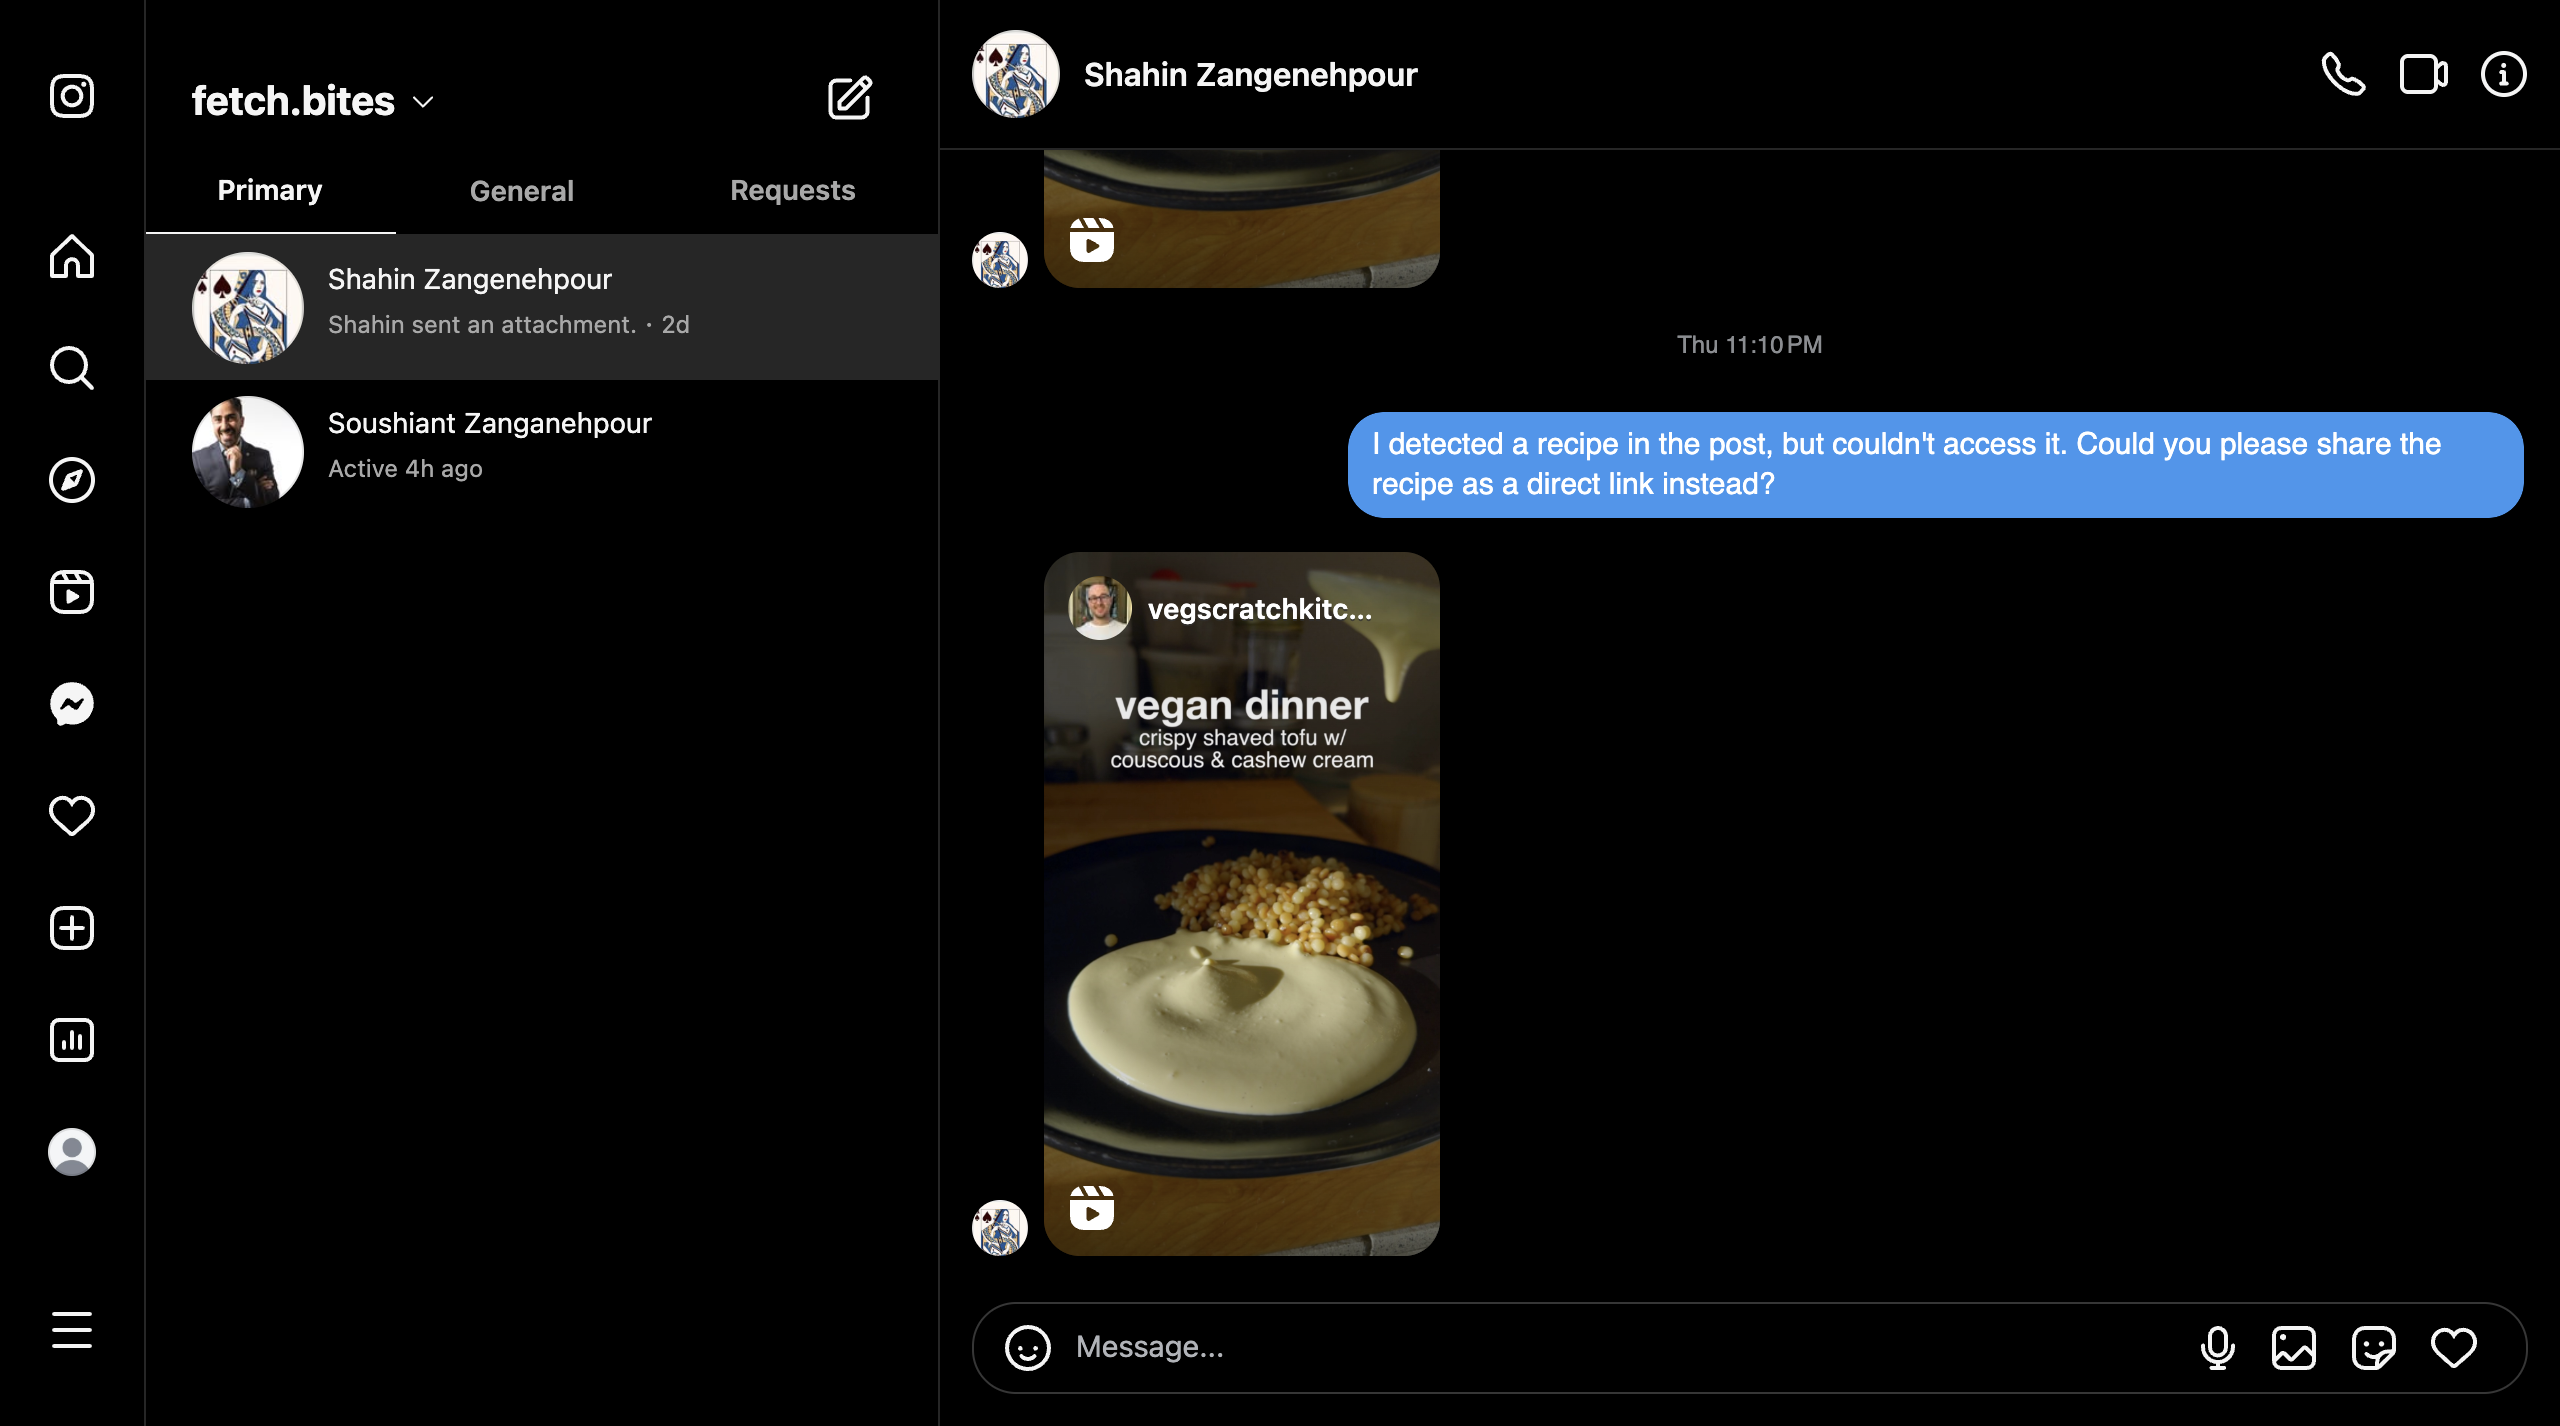 fetch.bites
Primary
General
Requests
Shahin Zangenehpour
Shahin sent an attachment. · 2d
Soushiant Zanganehpour
Active 4h ago
Shahin Zangenehpour
Thu 11:10 PM
I detected a recipe in the post, but couldn't access it. Could you please share the
recipe as a direct link instead?
vegscratchkitc...
vegan dinner
crispy shaved tofu w/
couscous & cashew cream
Message...